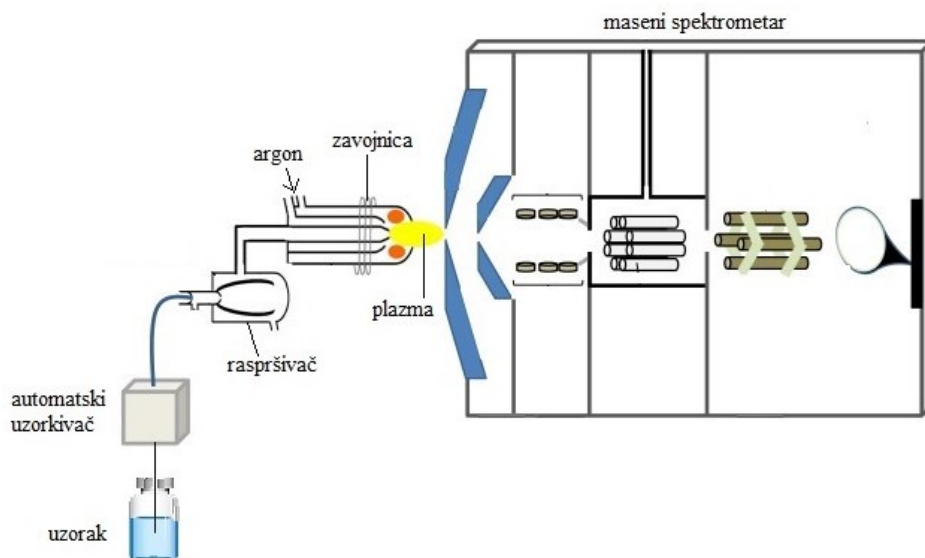 maseni spektrometar
zavojnica
argon
plazma
raspršivač
automatski
uzorkivač
uzorak